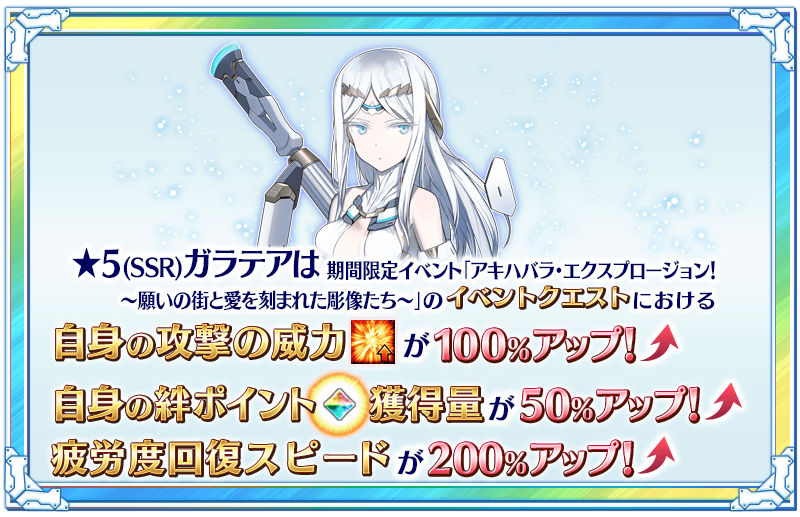 ★5(SSR)ガラテアは 期間限定イベント「アキハバラ・エクスプロージョン!
～願いの街と愛を刻まれた彫像たち～」のイベントクエストにおける
自身の攻撃の威力が100%アップ!
自身の絆ポイント獲得量が50%アップ!
疲労度回復スピードが200%アップ!